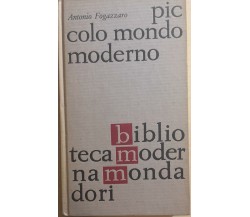 Antonio Fogazzaro
pic
colo mondo
moderno
biblio
teca moder
na monda
dori